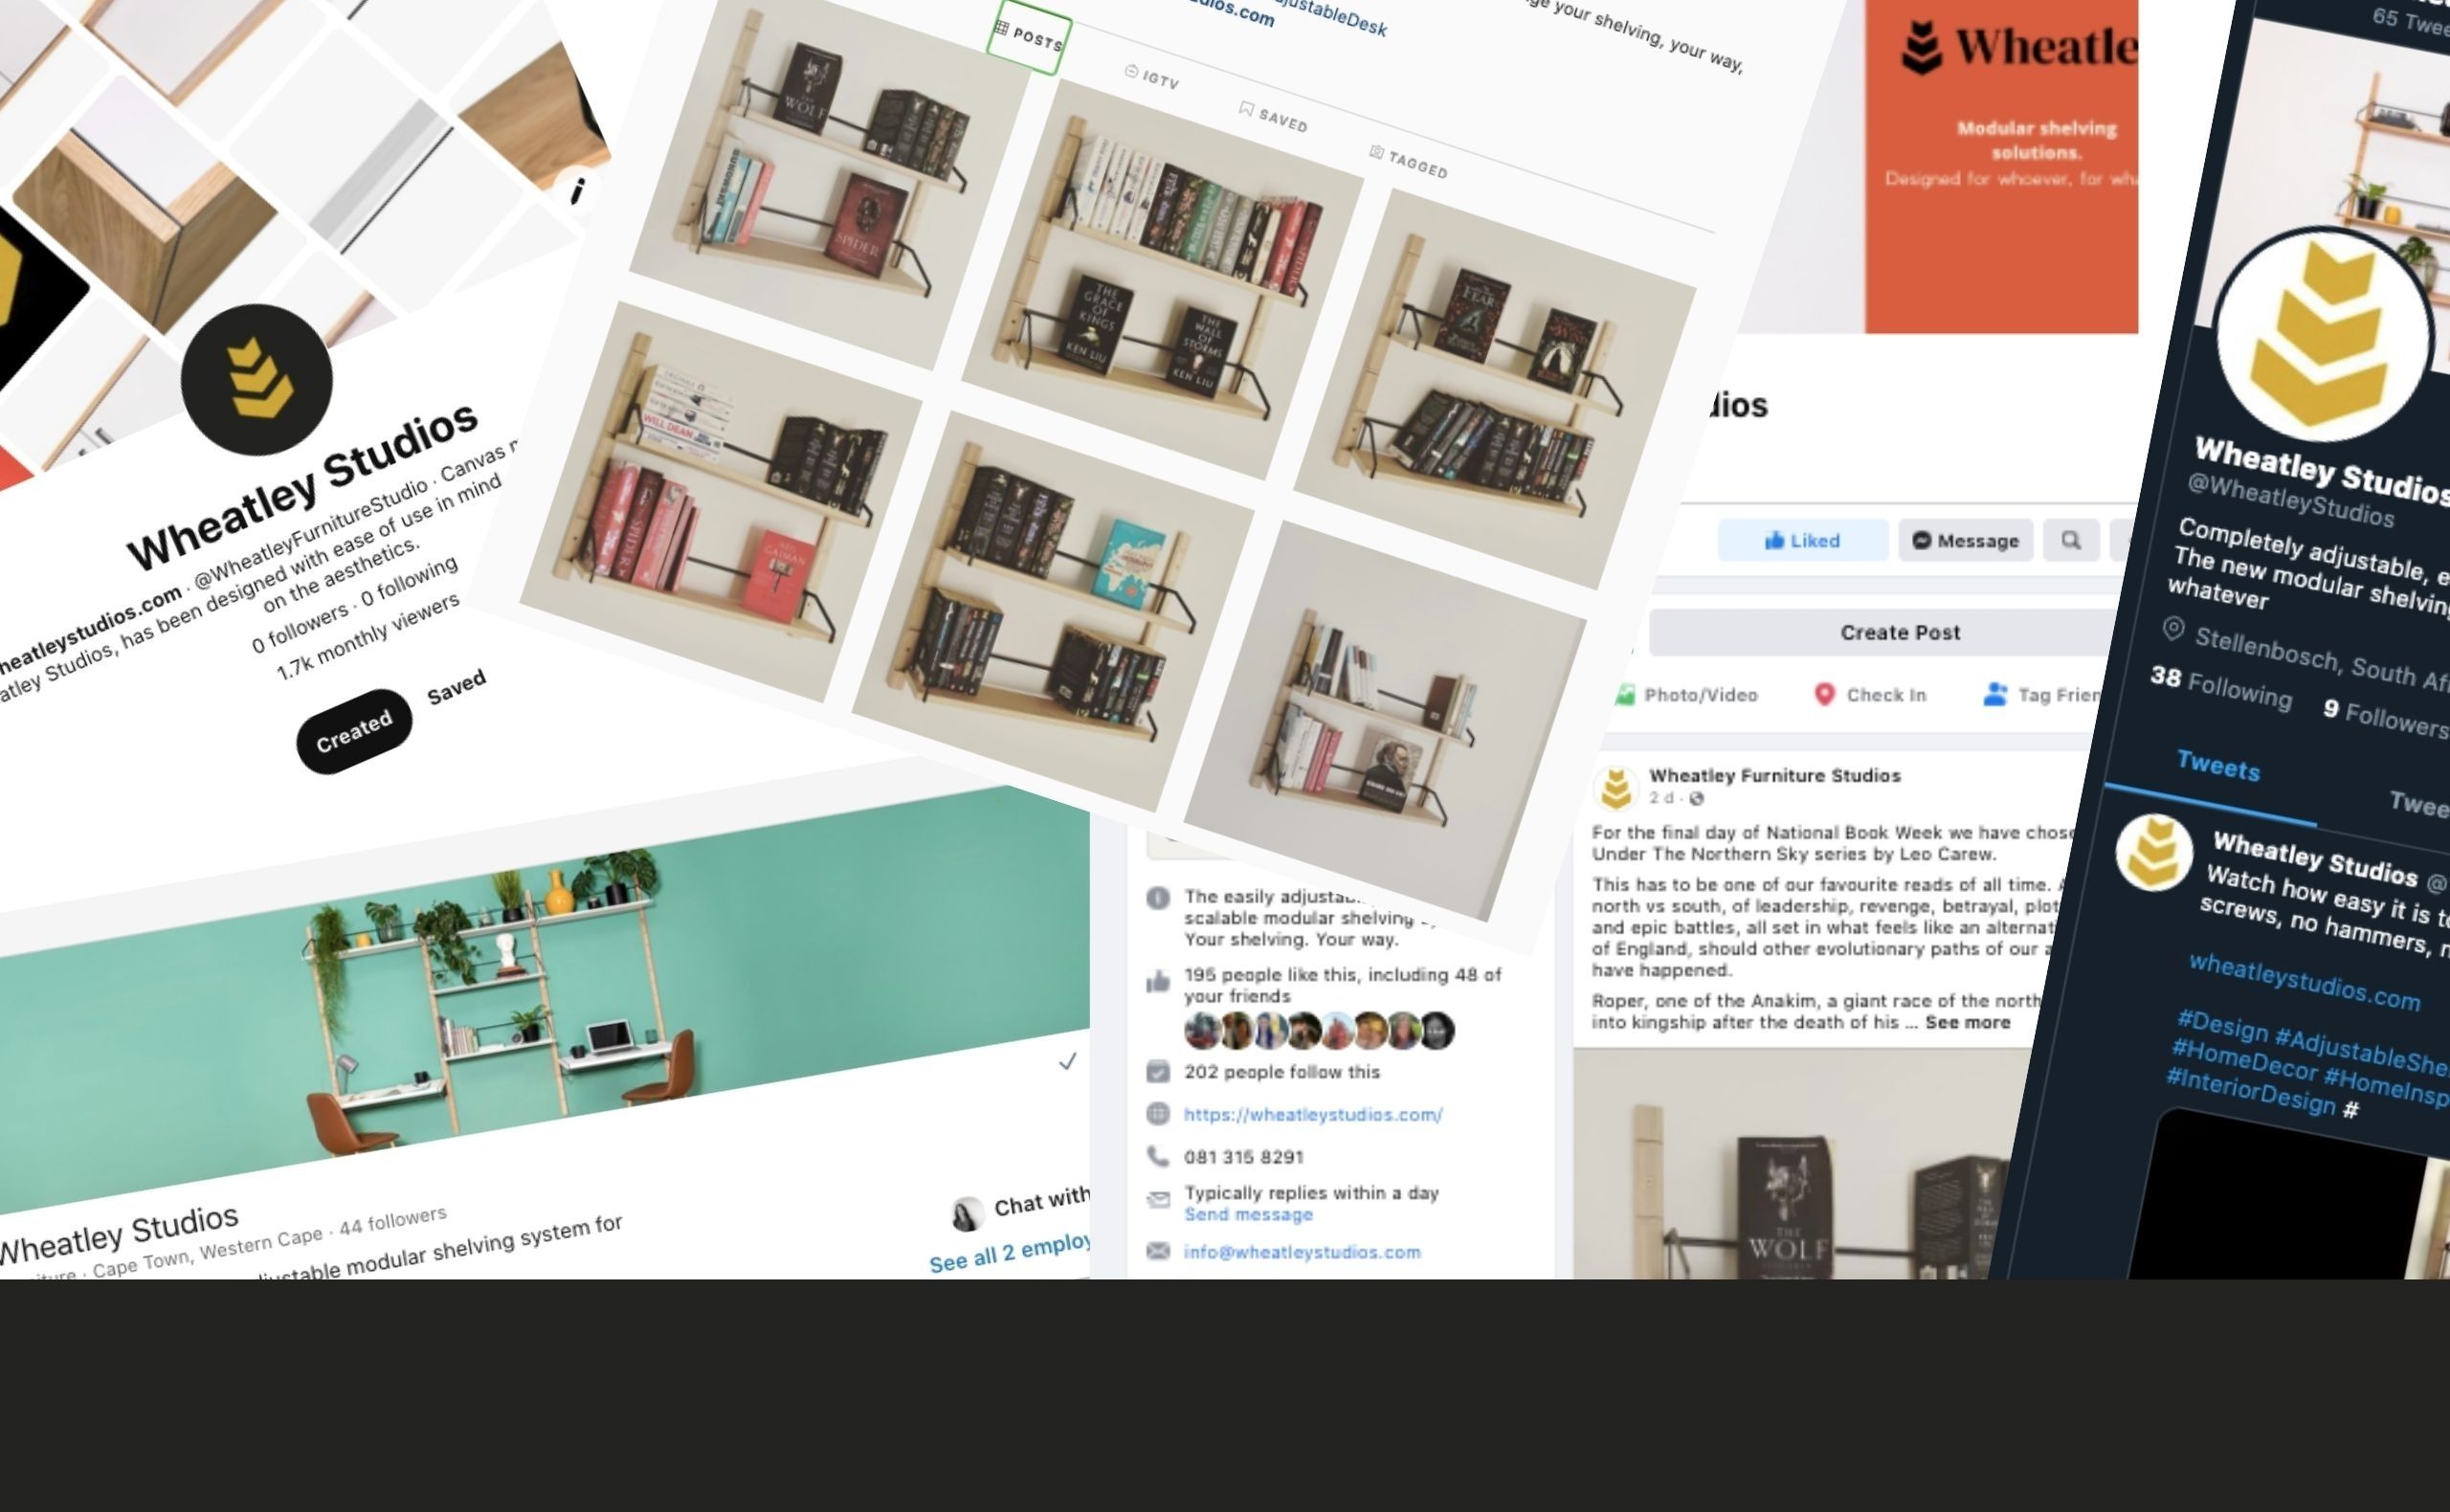 Wheatley Studios
heatleystudios.com · @WheatleyFurnitureStudio · Canvas
atley Studios, has been designed with ease of use in mind
on the aesthetics.
0 followers · 0 following
1.7k monthly viewers
Created
Saved
dios.com
justableDesk
ge your shelving, your way,
POSTS
IGTV
SAVED
TAGGED
THE
WOLF
SPIDER
THE
GRACE
OF
KINGS
KEN LIU
THE
WALL
OF
STORMS
KEN LIU
FEAR
WILL DEAN
GAIMAN
Wheatle
Modular shelving
solutions.
Designed for whoever, for wh
dios
Liked
Message
Create Post
Photo/Video
Check In
Tag Frien
Wheatley Furniture Studios
2 d ·
For the final day of National Book Week we have chose
Under The Northern Sky series by Leo Carew.
This has to be one of our favourite reads of all time.
north vs south, of leadership, revenge, betrayal, plot
and epic battles, all set in what feels like an alternat
of England, should other evolutionary paths of our a
have happened.
Roper, one of the Anakim, a giant race of the north
into kingship after the death of his ... See more
THE
WOLF
The easily adjusta
scalable modular shelving
Your shelving. Your way.
195 people like this, including 48 of
your friends
202 people follow this
https://wheatleystudios.com/
081 315 8291
Typically replies within a day
Send message
info@wheatleystudios.com
Wheatley Studios
niture · Cape Town, Western Cape · 44 followers
justable modular shelving system for
Chat with
See all 2 employ
65 Twee
Wheatley Studios
@WheatleyStudios
Completely adjustable, e
The new modular shelving
whatever
Stellenbosch, South Afr
38 Following
9 Followers
Tweets
Twee
Wheatley Studios @
Watch how easy it is to
screws, no hammers, n
wheatleystudios.com
#Design #AdjustableShe
#HomeDecor #HomeInsp
#InteriorDesign #